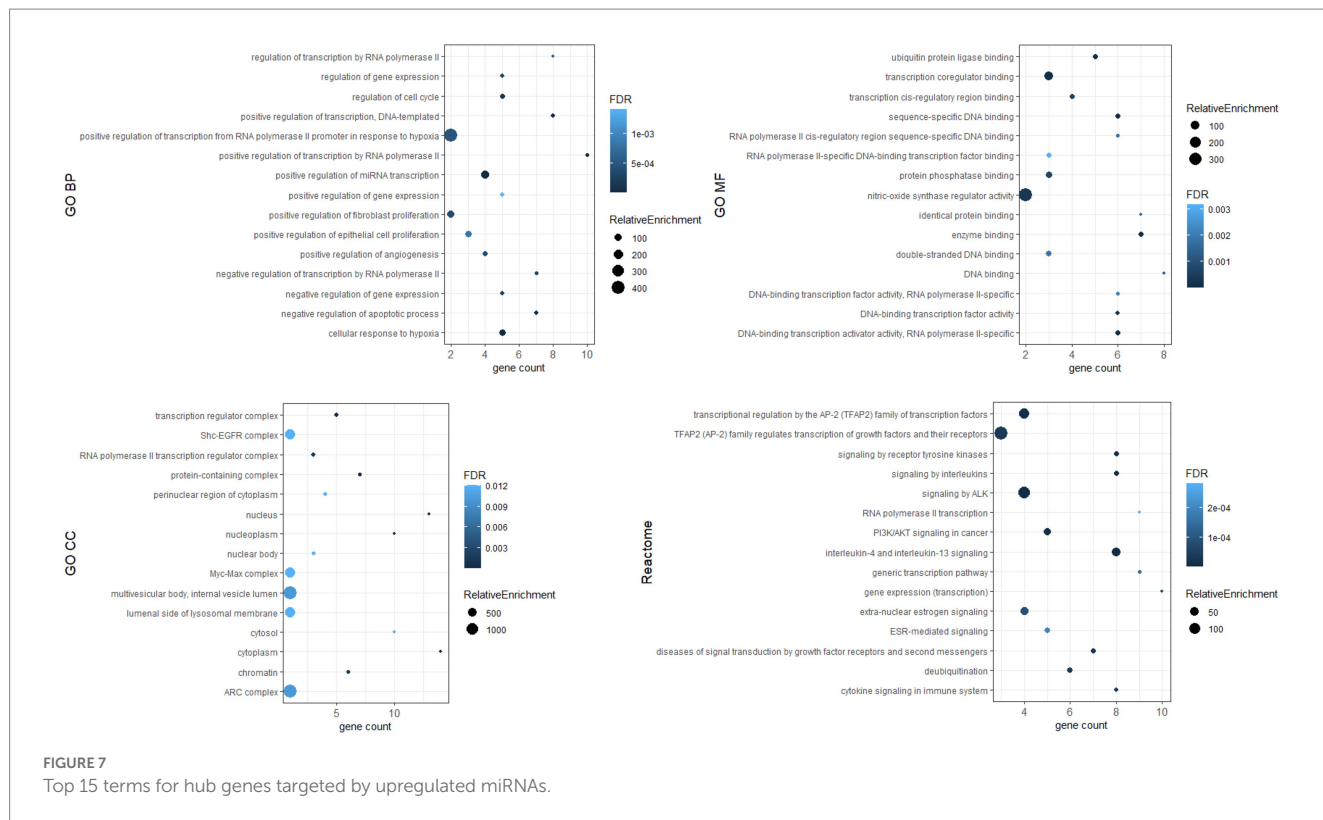 regulation of transcription by RNA polymerase II
regulation of gene expression
regulation of cell cycle
positive regulation of transcription, DNA-templated
positive regulation of transcription from RNA polymerase II promoter in response to hypoxia
positive regulation of transcription by RNA polymerase II
positive regulation of miRNA transcription
positive regulation of gene expression
positive regulation of fibroblast proliferation
positive regulation of epithelial cell proliferation
positive regulation of angiogenesis
negative regulation of transcription by RNA polymerase II
negative regulation of gene expression
negative regulation of apoptotic process
cellular response to hypoxia
GO BP
2 4 6 8 10
gene count
FDR
1e-03
5e-04
RelativeEnrichment
100
200
300
400
ubiquitin protein ligase binding
transcription coregulator binding
transcription cis-regulatory region binding
sequence-specific DNA binding
RNA polymerase II cis-regulatory region sequence-specific DNA binding
RNA polymerase II-specific DNA-binding transcription factor binding
protein phosphatase binding
nitric-oxide synthase regulator activity
identical protein binding
enzyme binding
double-stranded DNA binding
DNA binding
DNA-binding transcription factor activity, RNA polymerase II-specific
DNA-binding transcription factor activity
DNA-binding transcription activator activity, RNA polymerase II-specific
GO MF
2 4 6 8
gene count
RelativeEnrichment
100
200
300
FDR
0.003
0.002
0.001
transcription regulator complex
Shc-EGFR complex
RNA polymerase II transcription regulator complex
protein-containing complex
perinuclear region of cytoplasm
nucleus
nucleoplasm
nuclear body
Myc-Max complex
multivesicular body, internal vesicle lumen
lumenal side of lysosomal membrane
cytosol
cytoplasm
chromatin
ARC complex
GO CC
5 10
gene count
FDR
0.012
0.009
0.006
0.003
RelativeEnrichment
500
1000
transcriptional regulation by the AP-2 (TFAP2) family of transcription factors
TFAP2 (AP-2) family regulates transcription of growth factors and their receptors
signaling by receptor tyrosine kinases
signaling by interleukins
signaling by ALK
RNA polymerase II transcription
PI3K/AKT signaling in cancer
interleukin-4 and interleukin-13 signaling
generic transcription pathway
gene expression (transcription)
extra-nuclear estrogen signaling
ESR-mediated signaling
diseases of signal transduction by growth factor receptors and second messengers
deubiquitination
cytokine signaling in immune system
Reactome
4 6 8 10
gene count
FDR
2e-04
1e-04
RelativeEnrichment
50
100
FIGURE 7
Top 15 terms for hub genes targeted by upregulated miRNAs.